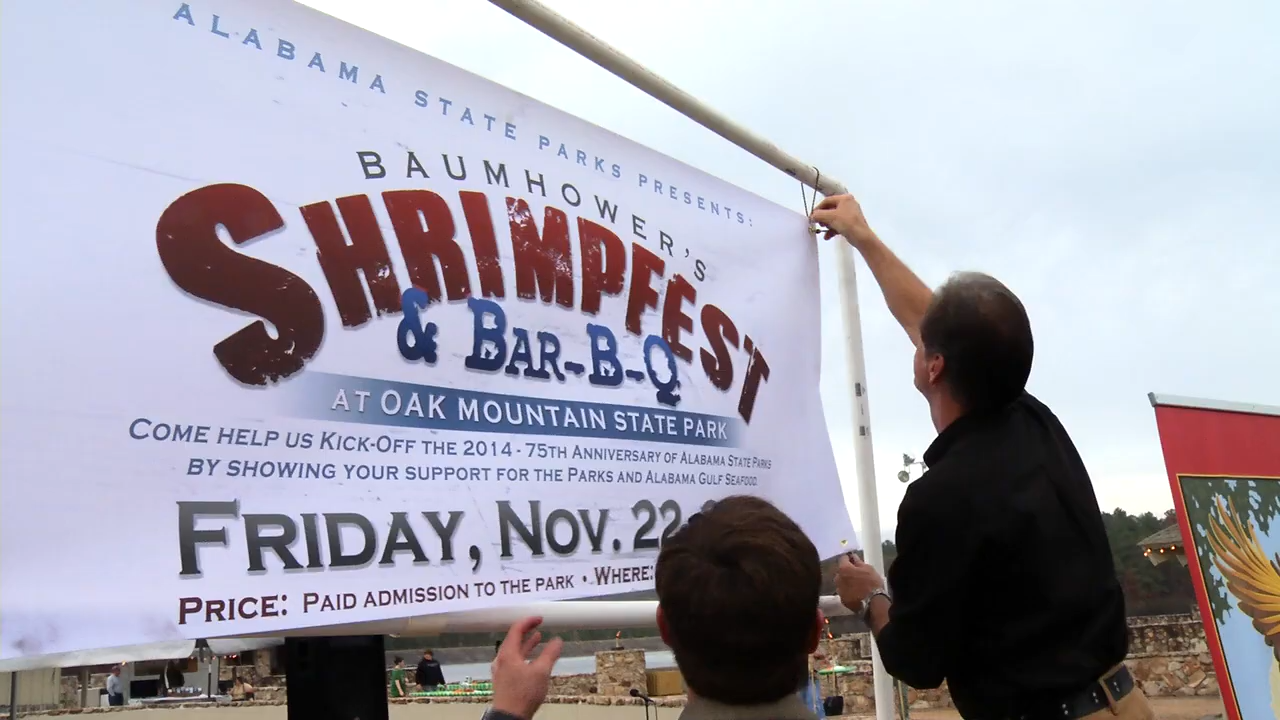 ALABAMA STATE PARKS PRESENTS:
BAUMHOWER'S
SHRIMPFEST
& BAR-B-Q
AT OAK MOUNTAIN STATE PARK
COME HELP US KICK-OFF THE 2014 - 75TH ANNIVERSARY OF ALABAMA STATE PARKS
BY SHOWING YOUR SUPPORT FOR THE PARKS AND ALABAMA GULF SEAFOOD
FRIDAY, NOV. 22
PRICE: PAID ADMISSION TO THE PARK • WHERE: